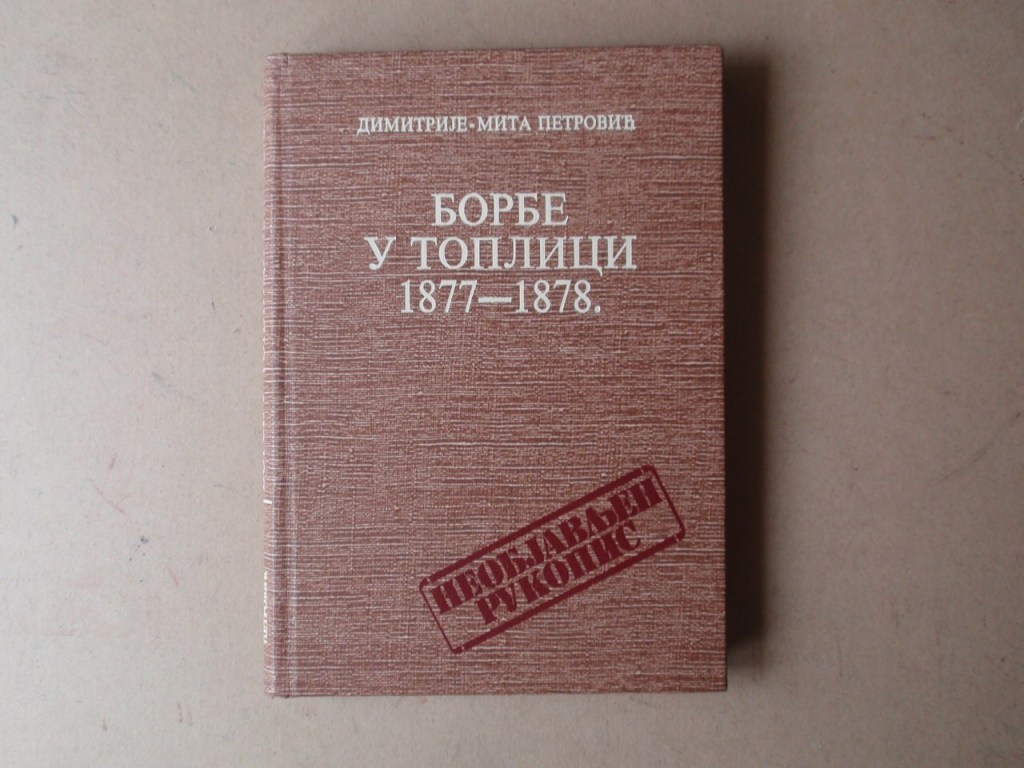 ДИМИТРИЈЕ-МИТА ПЕТРОВИЋ
БОРБЕ
У ТОПЛИЦИ
1877—1878.
НЕОБЈАВЉЕН
РУКОПИС